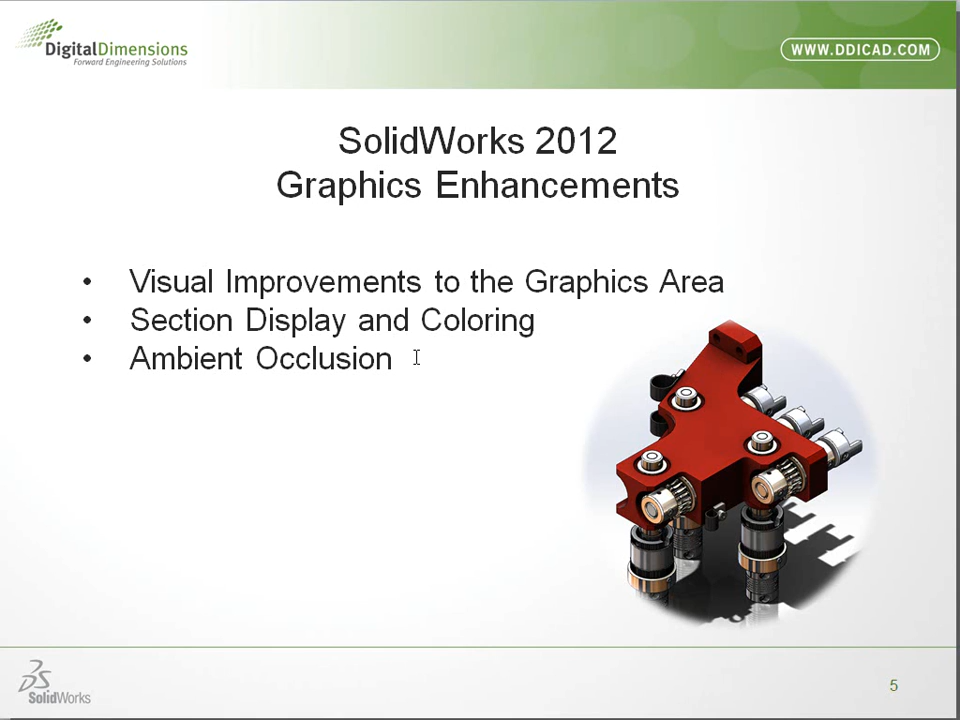 DigitalDimensions
Forward Engineering Solutions
WWW.DDICAD.COM
SolidWorks 2012
Graphics Enhancements
• Visual Improvements to the Graphics Area
• Section Display and Coloring
• Ambient Occlusion
SolidWorks
5